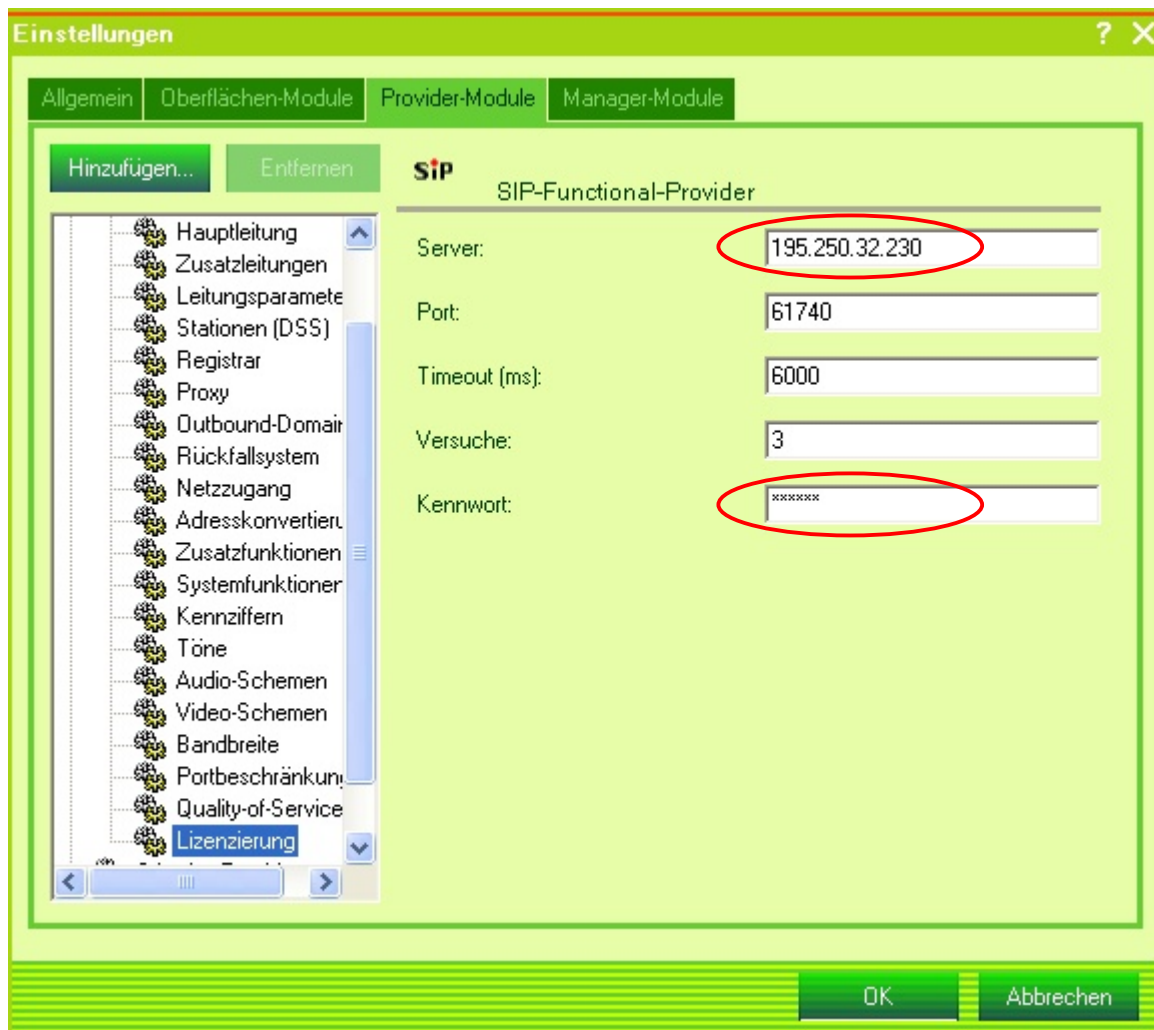 Einstellungen
? X
Allgemein Oberflächen-Module Provider-Module Manager-Module
Hinzufügen... Entfernen
SiP
SIP-Functional-Provider
Hauptleitung
Zusatzleitungen
Leitungsparamete
Stationen (DSS)
Registrar
Proxy
Outbound-Domair
Rückfallsystem
Netzzugang
Adresskonvertieru
Zusatzfunktionen
Systemfunktioner
Kennziffern
Töne
Audio-Schemen
Video-Schemen
Bandbreite
Portbeschränkung
Quality-of-Service
Lizenzierung
Server: 195.250.32.230
Port: 61740
Timeout (ms): 6000
Versuche: 3
Kennwort: ******
OK Abbrechen